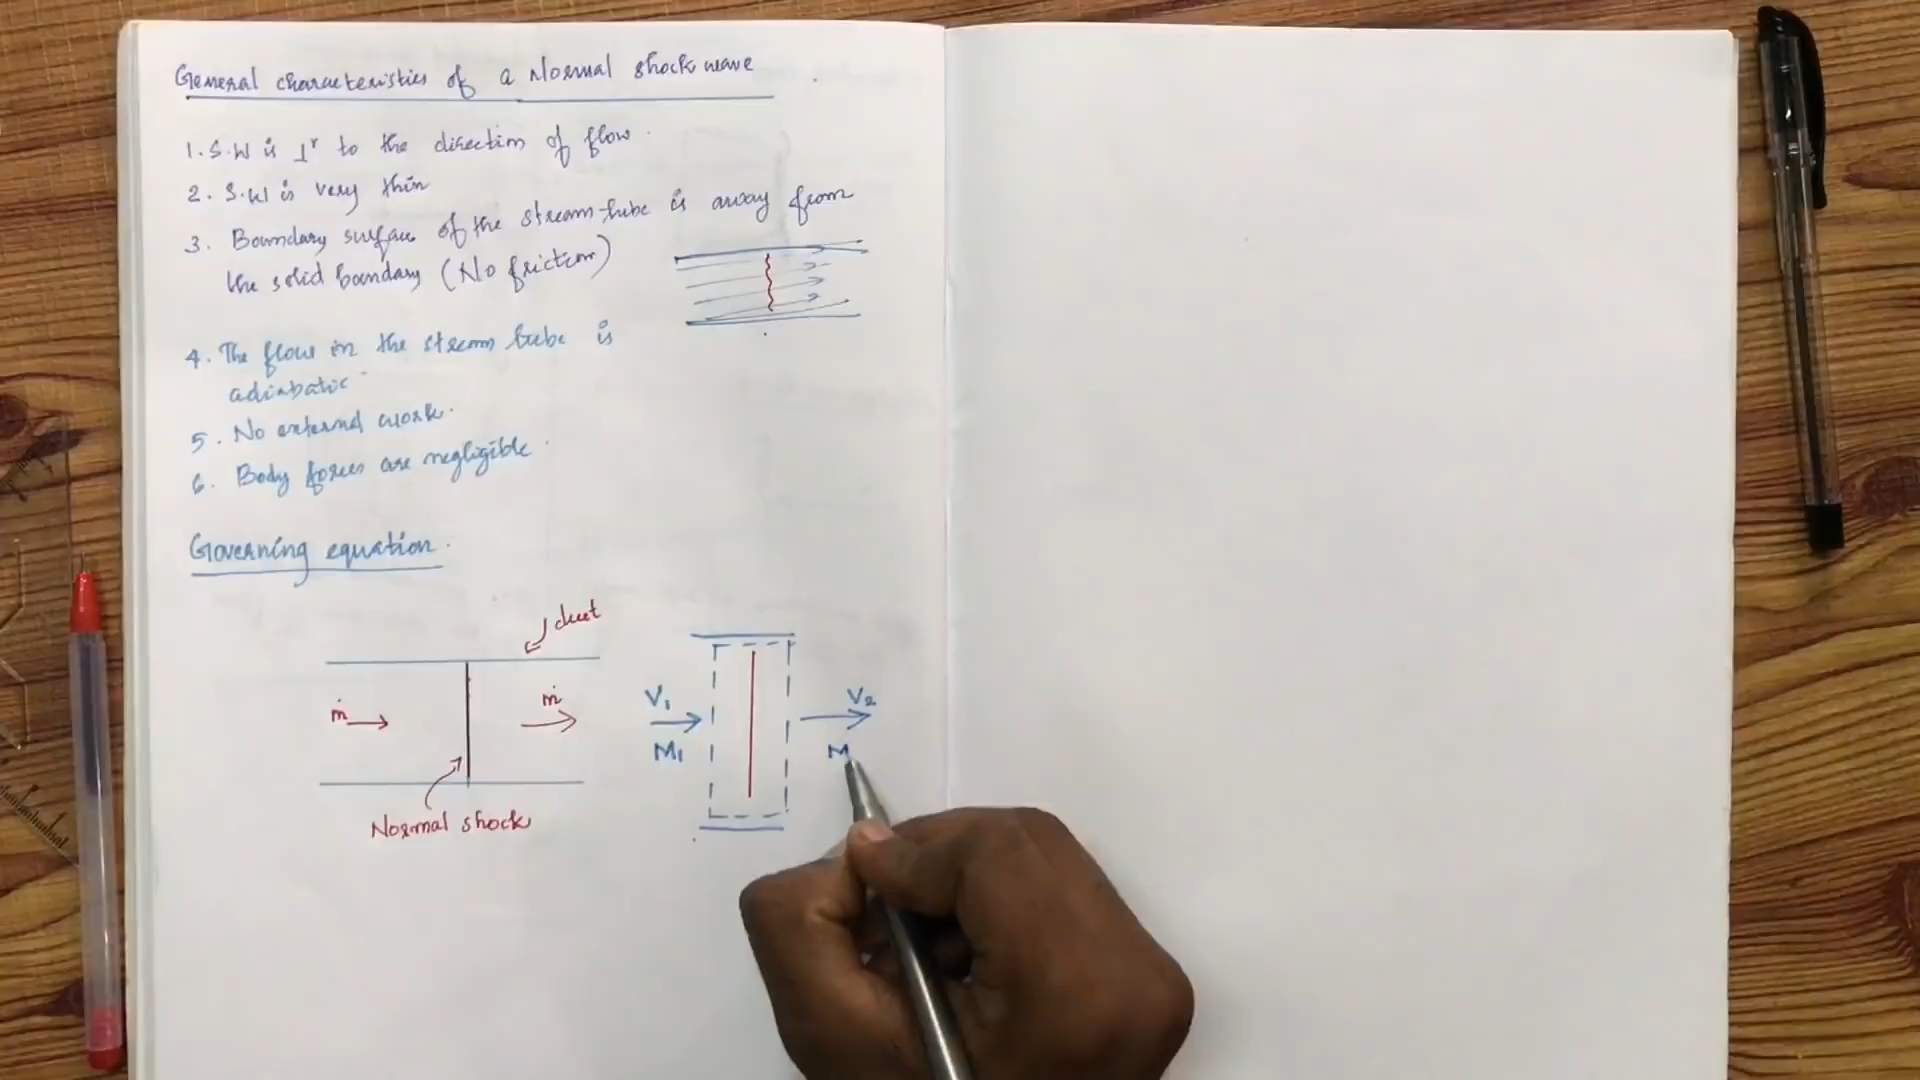 General characteristics of a Normal shock wave
1. S.W is ⊥r to the direction of flow.
2. S.W is very thin
3. Boundary surface of the stream-tube is away from
the solid boundary (No friction)
4. The flow in the stream tube is
adiabatic
5. No external work.
6. Body forces are negligible.
Governing equation.
duct
ṁ
ṁ
Normal shock
V1
M1
V2
M